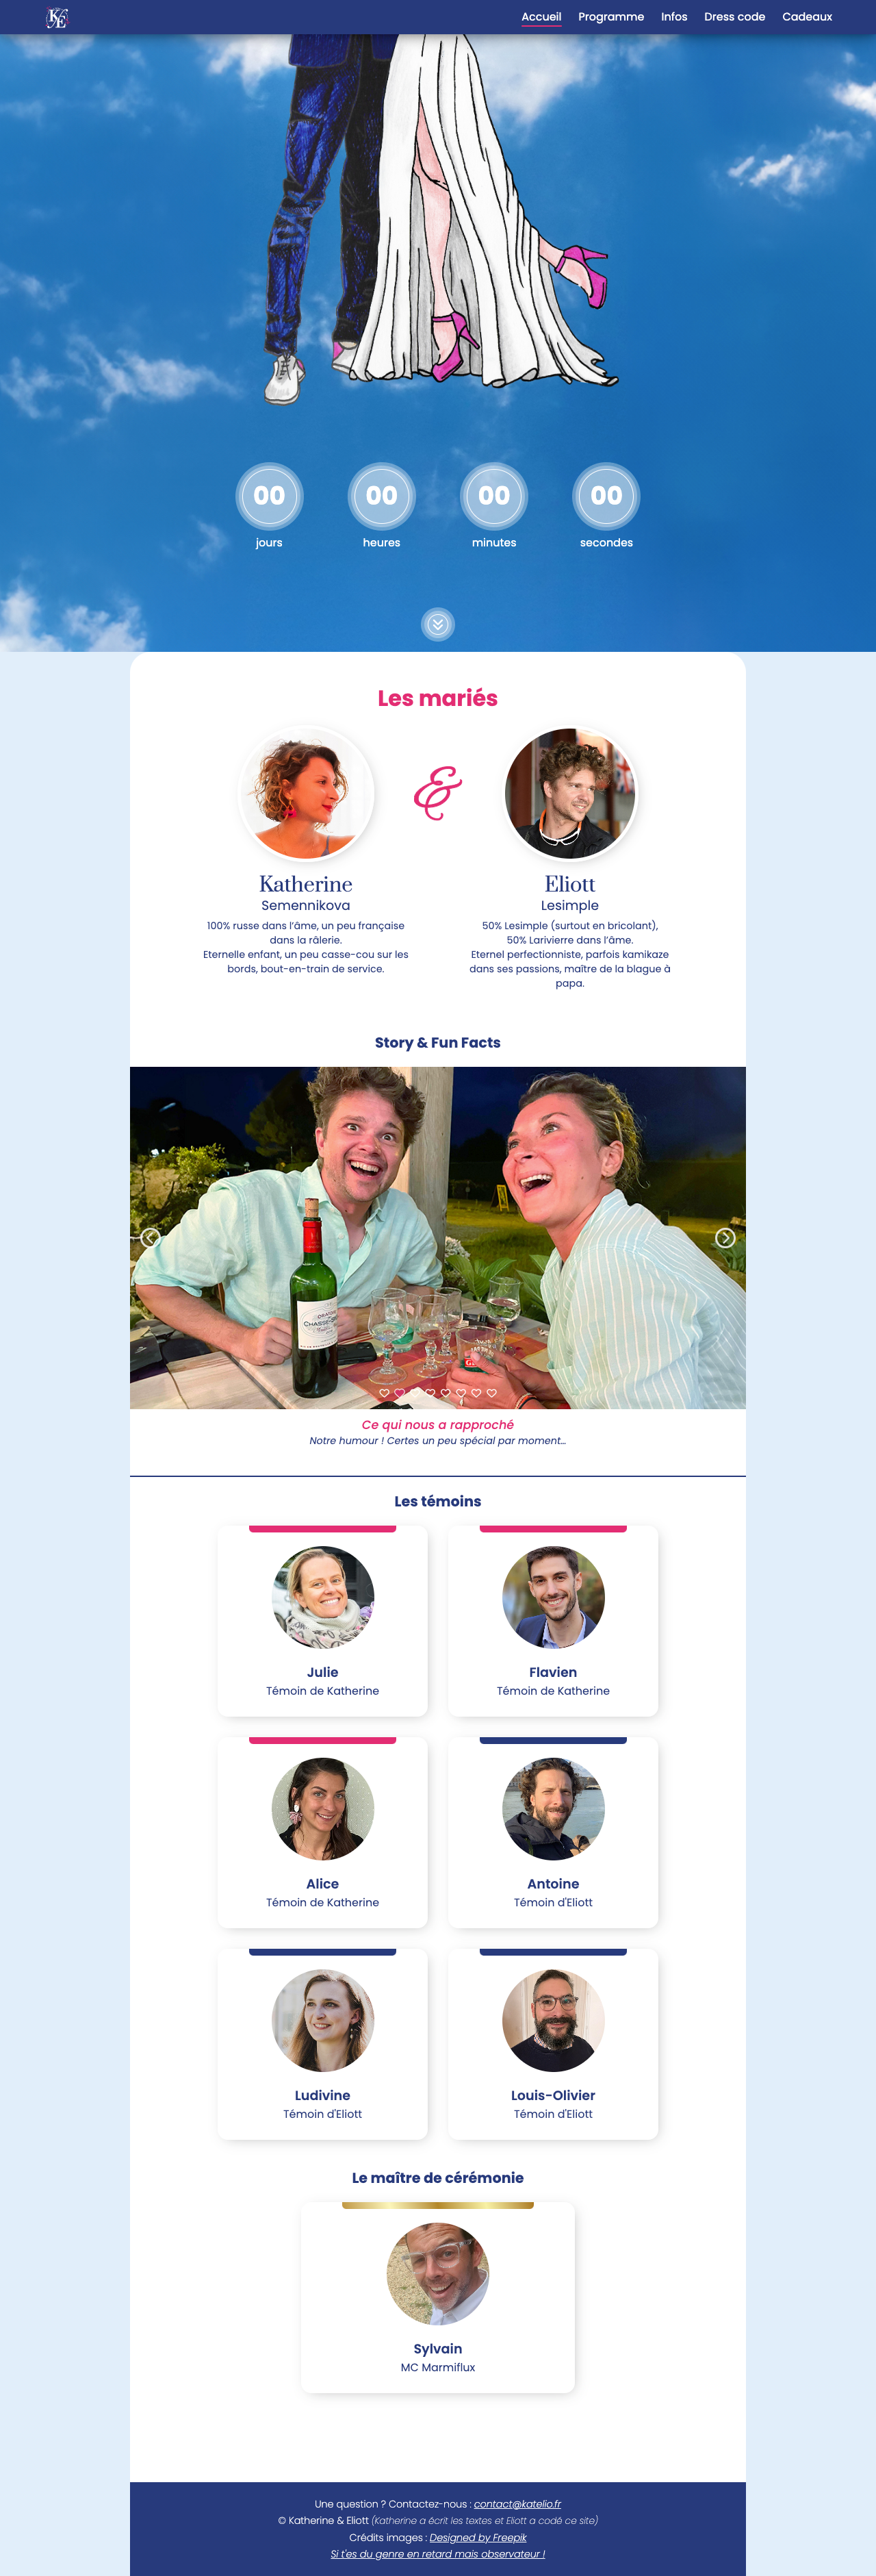 KE
Accueil Programme Infos Dress code Cadeaux
00 00 00 00
jours heures minutes secondes
Les mariés
&
Katherine
Semennikova
100% russe dans l’âme, un peu française
dans la râlerie.
Eternelle enfant, un peu casse-cou sur les
bords, bout-en-train de service.
Eliott
Lesimple
50% Lesimple (surtout en bricolant),
50% Larivierre dans l’âme.
Eternel perfectionniste, parfois kamikaze
dans ses passions, maître de la blague à
papa.
Story & Fun Facts
Ce qui nous a rapproché
Notre humour ! Certes un peu spécial par moment...
Les témoins
Julie
Témoin de Katherine
Flavien
Témoin de Katherine
Alice
Témoin de Katherine
Antoine
Témoin d'Eliott
Ludivine
Témoin d'Eliott
Louis-Olivier
Témoin d'Eliott
Le maître de cérémonie
Sylvain
MC Marmiflux
Une question ? Contactez-nous : contact@katelio.fr
© Katherine & Eliott (Katherine a écrit les textes et Eliott a codé ce site)
Crédits images : Designed by Freepik
Si t'es du genre en retard mais observateur !